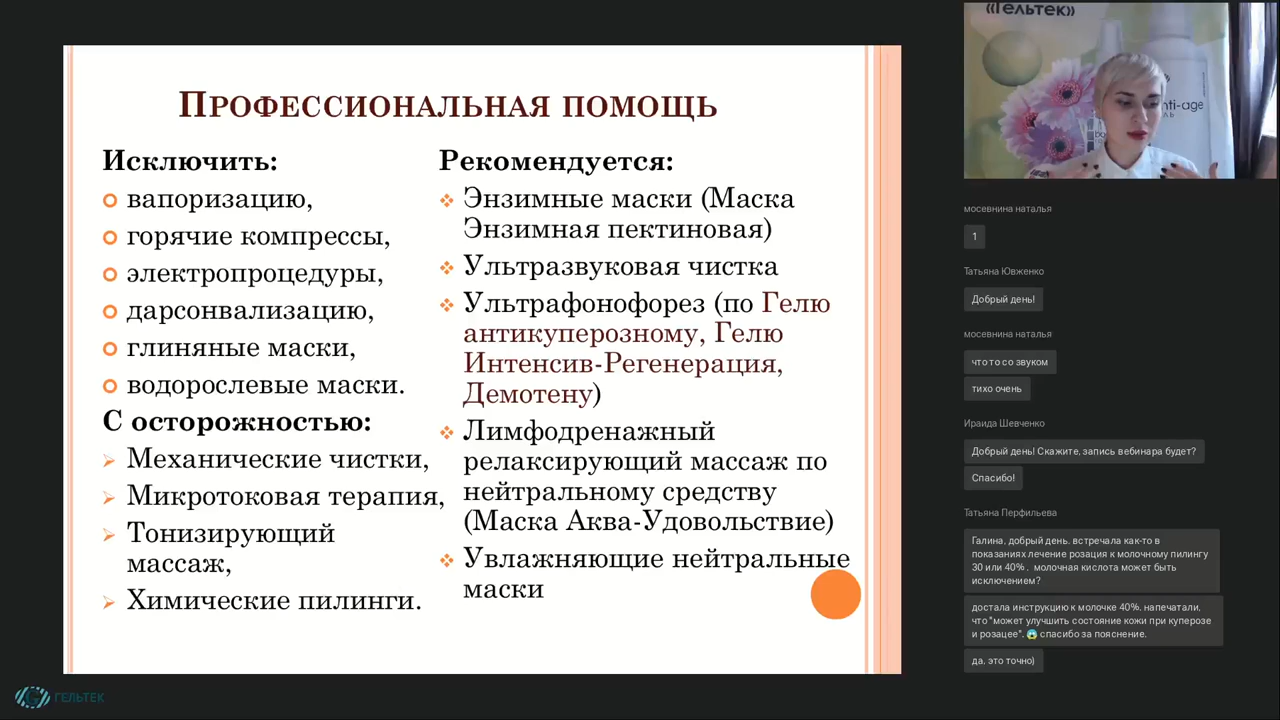 Профессиональная помощь
Исключить:
вапоризацию,
горячие компрессы,
электропроцедуры,
дарсонвализацию,
глиняные маски,
водорослевые маски.
С осторожностью:
Механические чистки,
Микротоковая терапия,
Тонизирующий
массаж,
Химические пилинги.
Рекомендуется:
Энзимные маски (Маска
Энзимная пектиновая)
Ультразвуковая чистка
Ультрафонофорез (по Гелю
антикуперозному, Гелю
Интенсив-Регенерация,
Демотену)
Лимфодренажный
релаксирующий массаж по
нейтральному средству
(Маска Аква-Удовольствие)
Увлажняющие нейтральные
маски
ГЕЛЬТЕК
«Гельтек»
nti-age
мосевнина наталья
1
Татьяна Ювженко
Добрый день!
мосевнина наталья
что то со звуком
тихо очень
Ираида Шевченко
Добрый день! Скажите, запись вебинара будет?
Спасибо!
Татьяна Перфильева
Галина, добрый день. встречала как-то в
показаниях лечение розация к молочному пилингу
30 или 40% . молочная кислота может быть
исключением?
достала инструкцию к молочке 40%. напечатали,
что "может улучшить состояние кожи при куперозе
и розацее". 😱 спасибо за пояснение.
да. это точно)